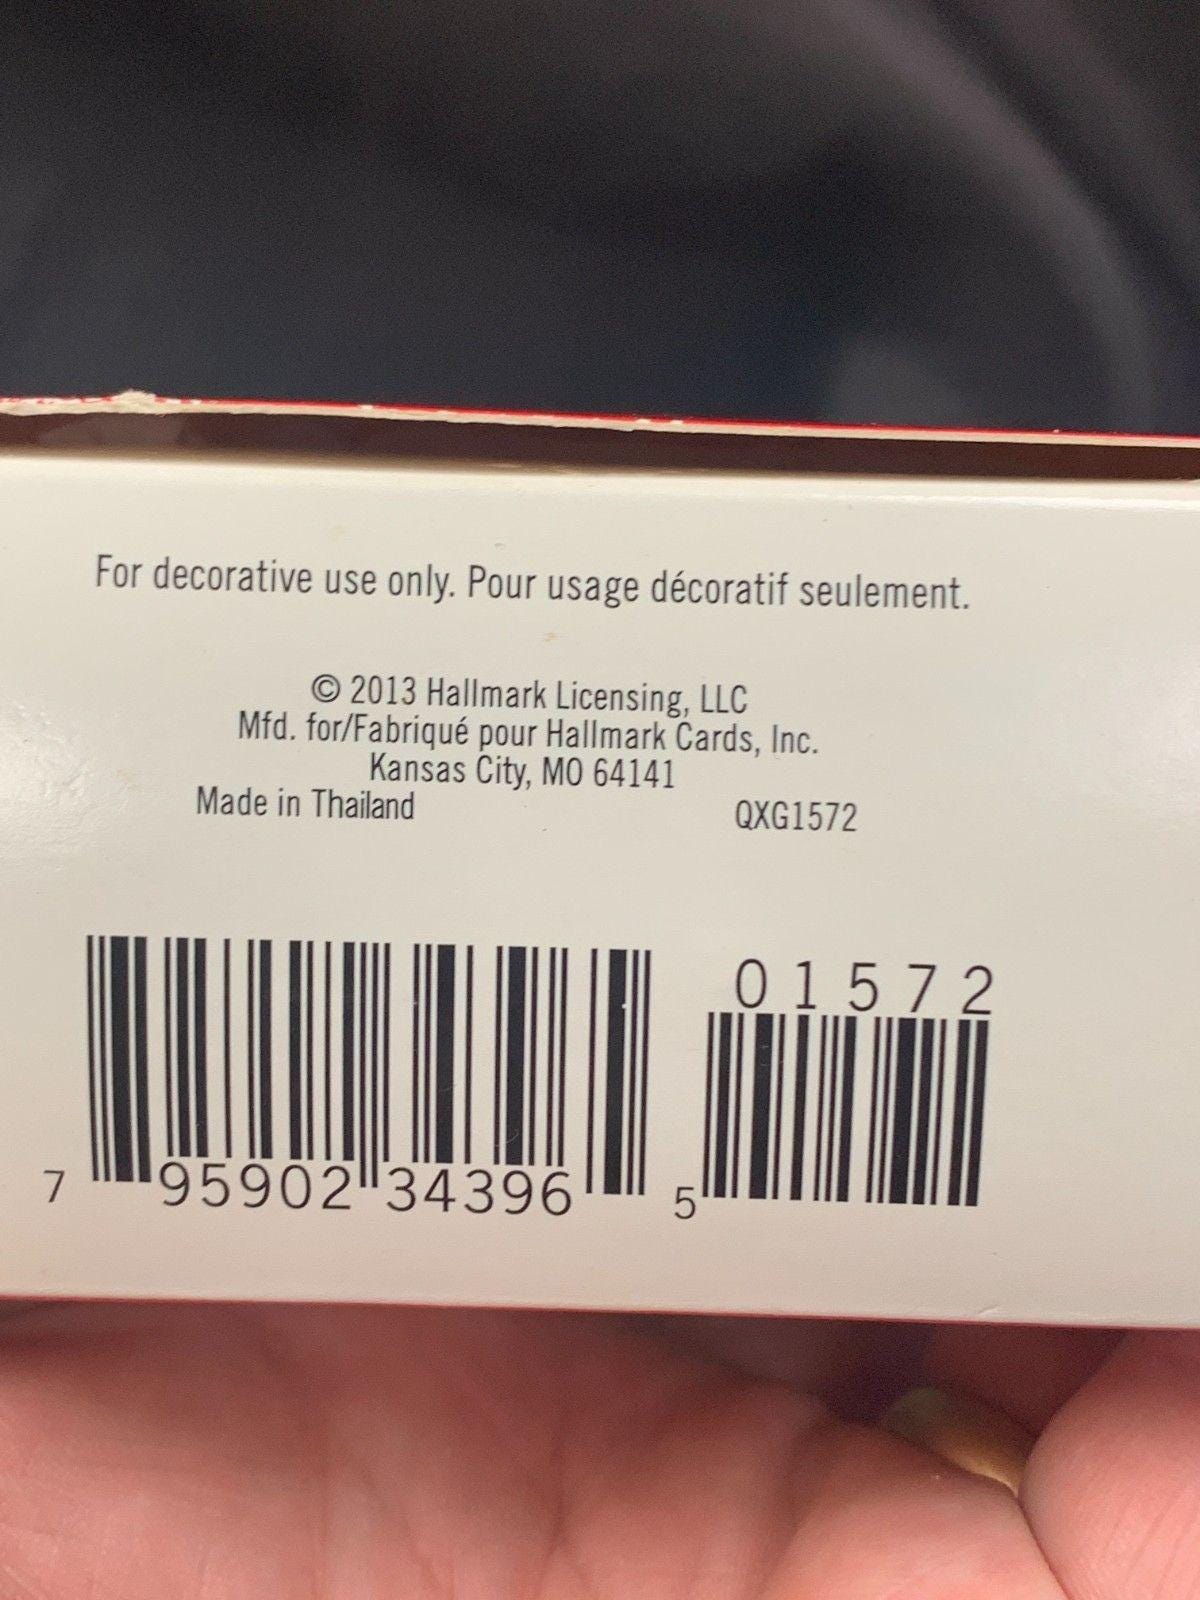 For decorative use only. Pour usage décoratif seulement.
© 2013 Hallmark Licensing, LLC
Mfd. for/Fabriqué pour Hallmark Cards, Inc.
Kansas City, MO 64141
Made in Thailand QXG1572
01572
7 95902 34396 5